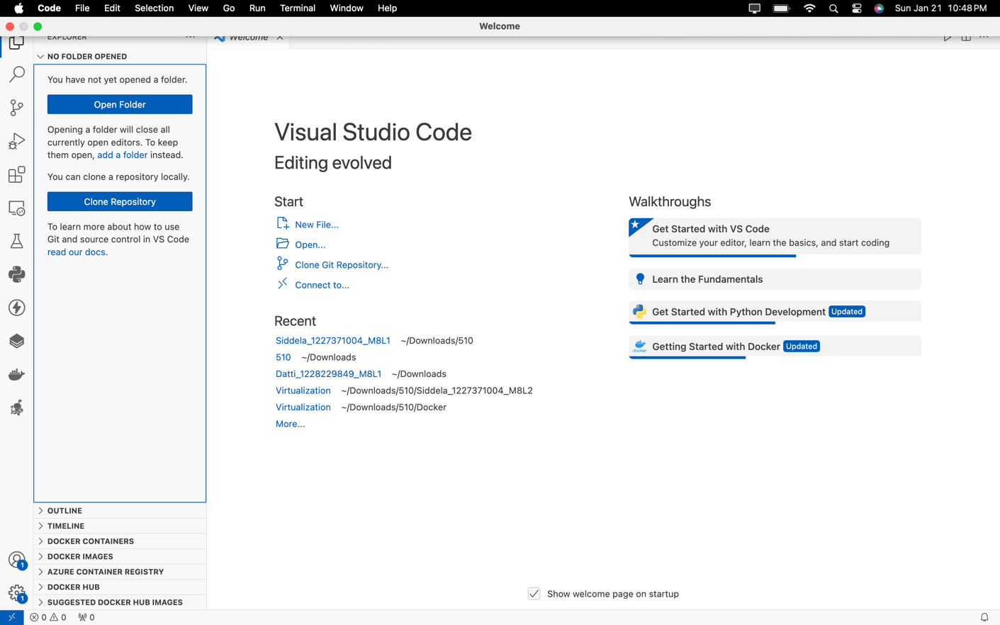 Code File Edit Selection View Go Run Terminal Window Help Sun Jan 21 10:48 PM
Welcome
EXPLORER
Welcome
NO FOLDER OPENED
You have not yet opened a folder.
Open Folder
Opening a folder will close all
currently open editors. To keep
them open, add a folder instead.
You can clone a repository locally.
Clone Repository
To learn more about how to use
Git and source control in VS Code
read our docs.
OUTLINE
TIMELINE
DOCKER CONTAINERS
DOCKER IMAGES
AZURE CONTAINER REGISTRY
DOCKER HUB
SUGGESTED DOCKER HUB IMAGES
Visual Studio Code
Editing evolved
Start
New File...
Open...
Clone Git Repository...
Connect to...
Recent
Siddela_1227371004_M8L1 ~/Downloads/510
510 ~/Downloads
Datti_1228229849_M8L1 ~/Downloads
Virtualization ~/Downloads/510/Siddela_1227371004_M8L2
Virtualization ~/Downloads/510/Docker
More...
Walkthroughs
Get Started with VS Code
Customize your editor, learn the basics, and start coding
Learn the Fundamentals
Get Started with Python Development Updated
docker Getting Started with Docker Updated
Show welcome page on startup
1
1
0 0 0